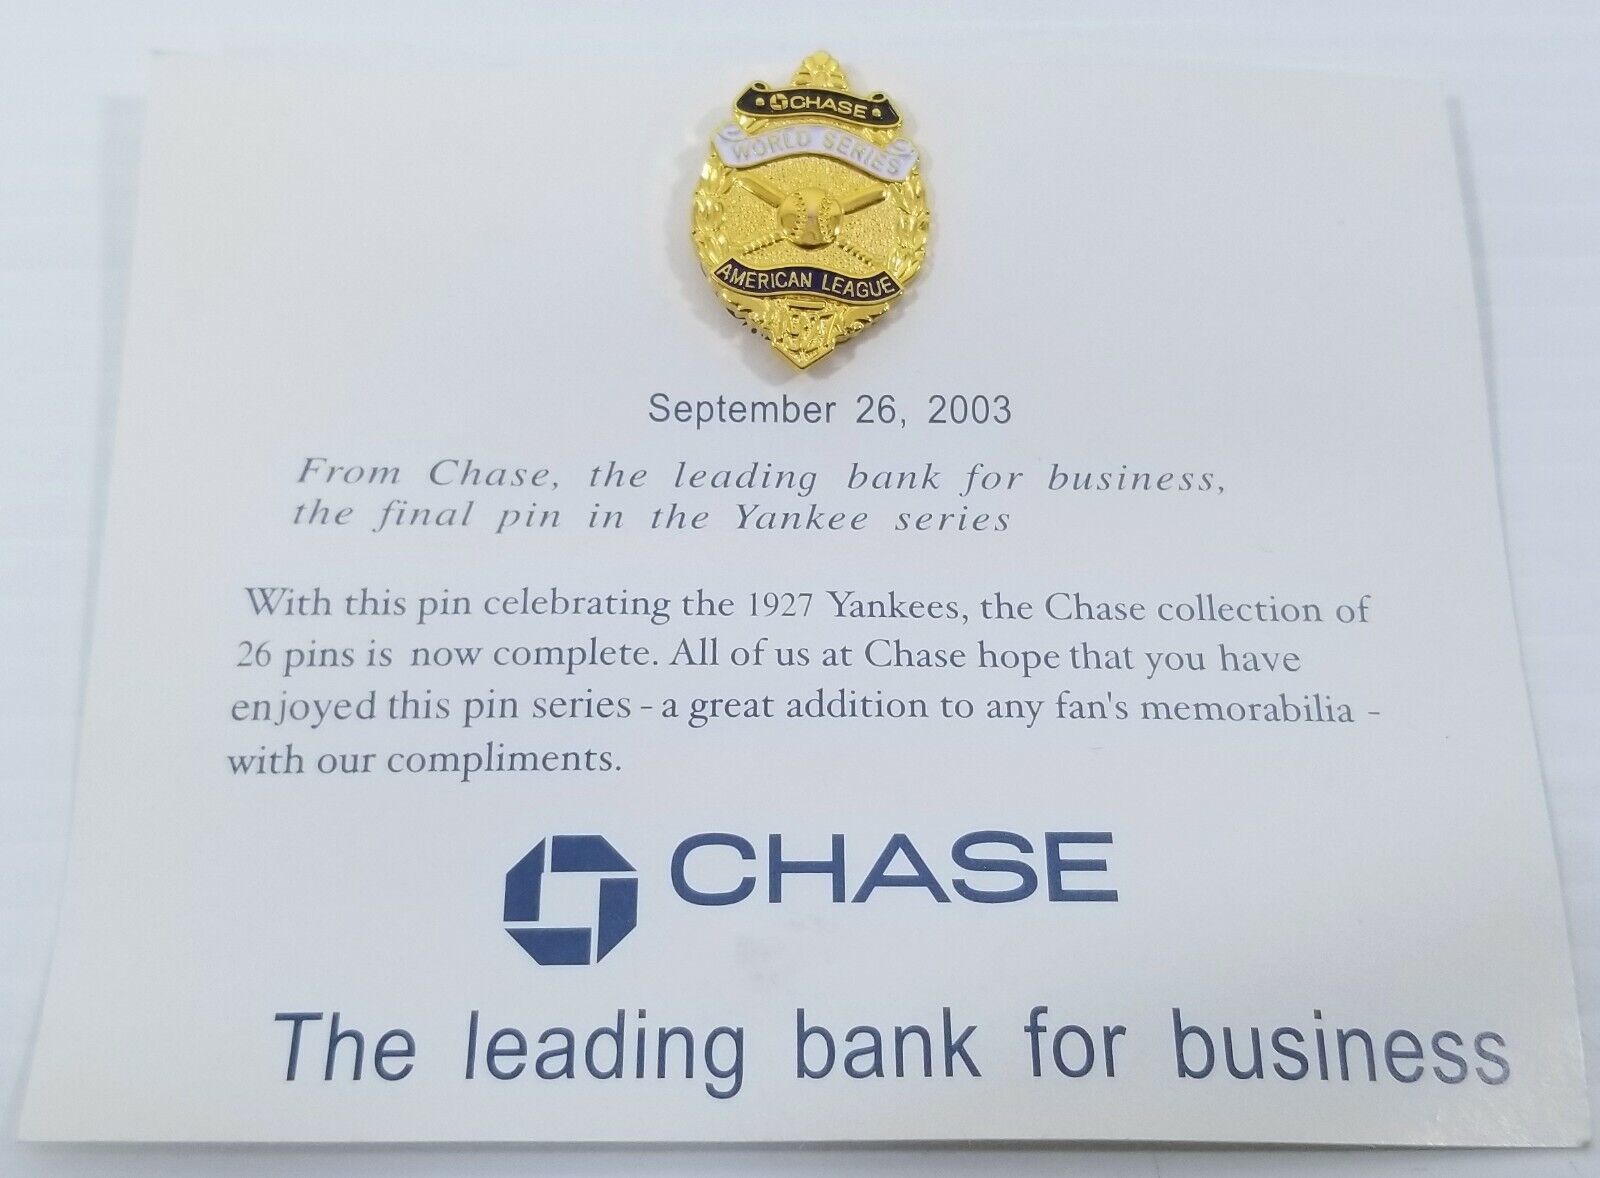 CHASE
WORLD SERIES
AMERICAN LEAGUE
1927
September 26, 2003
From Chase, the leading bank for business,
the final pin in the Yankee series
With this pin celebrating the 1927 Yankees, the Chase collection of
26 pins is now complete. All of us at Chase hope that you have
enjoyed this pin series - a great addition to any fan's memorabilia -
with our compliments.
CHASE
The leading bank for business